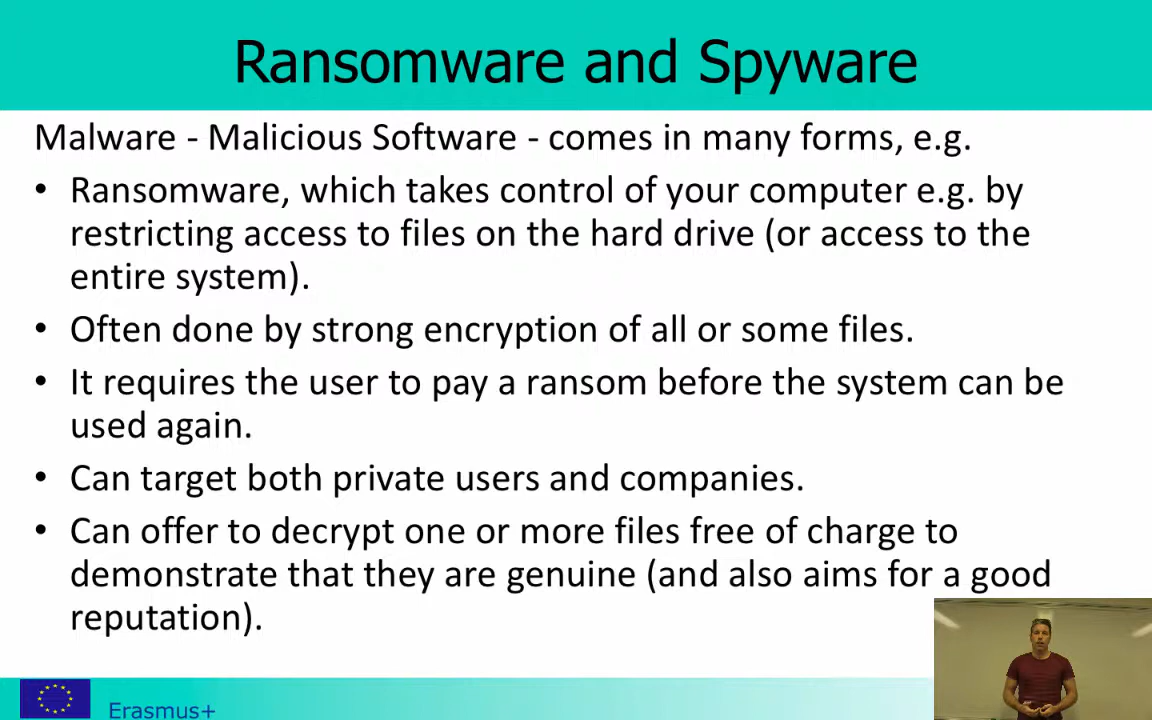 Ransomware and Spyware
Malware - Malicious Software - comes in many forms, e.g.
• Ransomware, which takes control of your computer e.g. by
restricting access to files on the hard drive (or access to the
entire system).
• Often done by strong encryption of all or some files.
• It requires the user to pay a ransom before the system can be
used again.
• Can target both private users and companies.
• Can offer to decrypt one or more files free of charge to
demonstrate that they are genuine (and also aims for a good
reputation).
Erasmus+